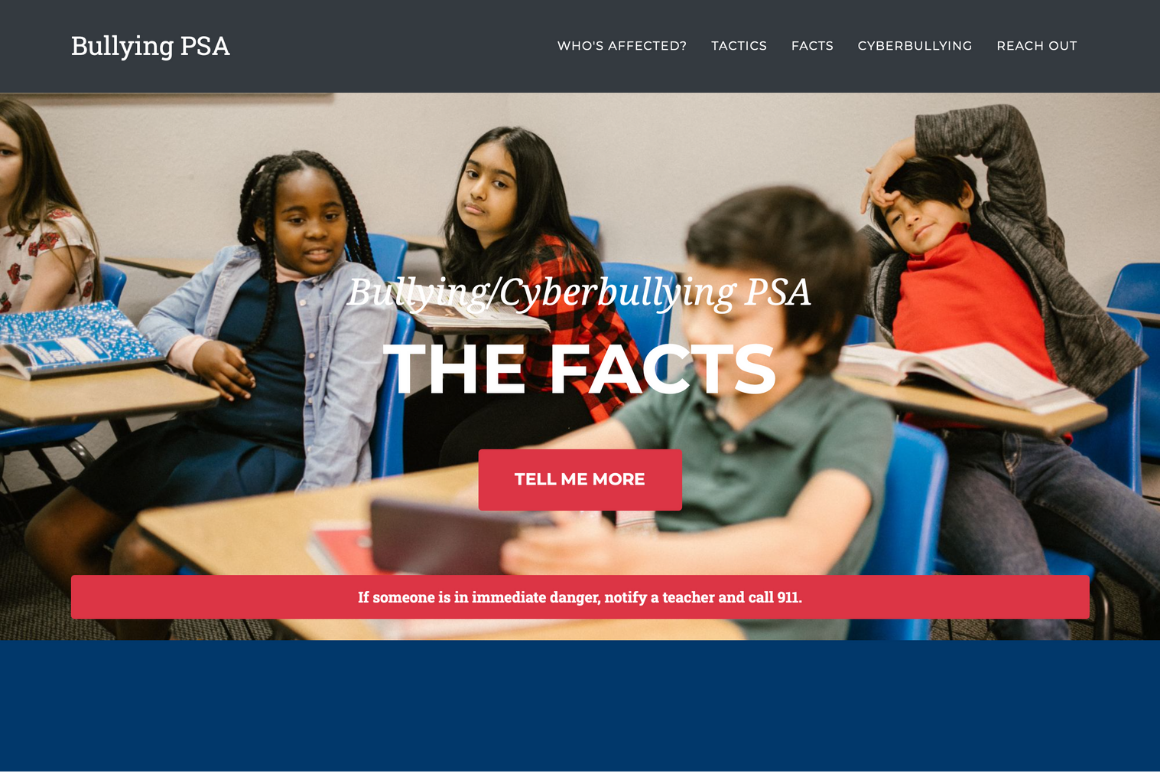 Bullying PSA
WHO'S AFFECTED? TACTICS FACTS CYBERBULLYING REACH OUT
Bullying/Cyberbullying PSA
THE FACTS
TELL ME MORE
If someone is in immediate danger, notify a teacher and call 911.